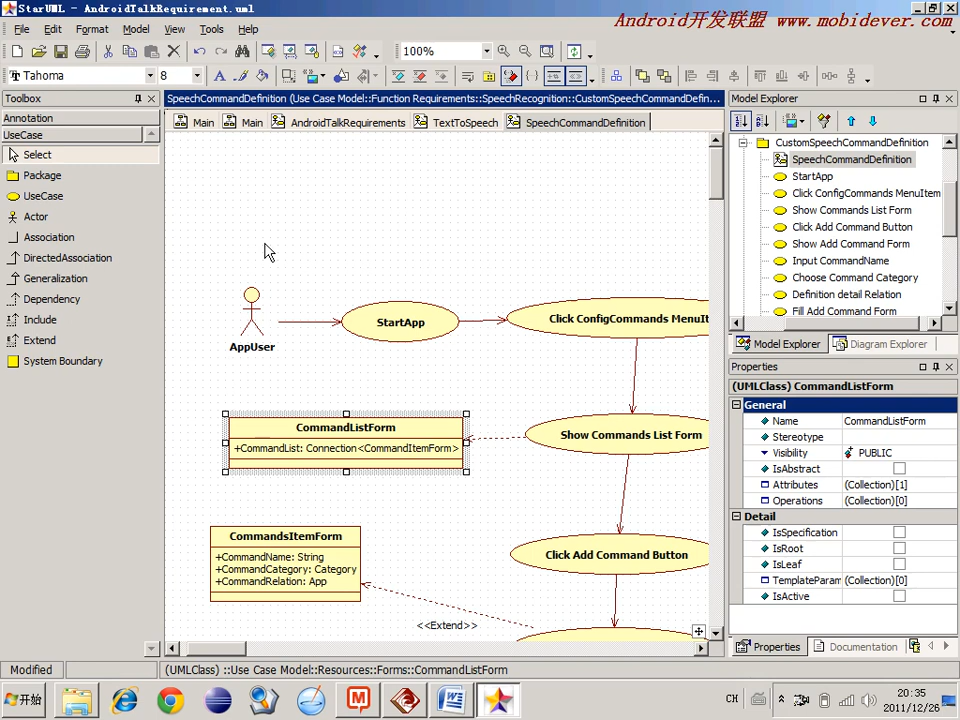 StarUML - AndroidTalkRequirement.uml
Android开发联盟 www.mobidever.com
File Edit Format Model View Tools Help
100%
Tahoma 8
Toolbox
Annotation
UseCase
Select
Package
UseCase
Actor
Association
DirectedAssociation
Generalization
Dependency
Include
Extend
System Boundary
SpeechCommandDefinition (Use Case Model::Function Requirements::SpeechRecognition::CustomSpeechCommandDefin...
Main Main AndroidTalkRequirements TextToSpeech SpeechCommandDefinition
AppUser
StartApp
Click ConfigCommands MenuIt
CommandListForm
+CommandList: Connection<CommandItemForm>
Show Commands List Form
CommandsItemForm
+CommandName: String
+CommandCategory: Category
+CommandRelation: App
Click Add Command Button
<<Extend>>
Model Explorer
CustomSpeechCommandDefinition
SpeechCommandDefinition
StartApp
Click ConfigCommands MenuItem
Show Commands List Form
Click Add Command Button
Show Add Command Form
Input CommandName
Choose Command Category
Definition detail Relation
Fill Add Command Form
Model Explorer Diagram Explorer
Properties
(UMLClass) CommandListForm
General
Name CommandListForm
Stereotype
Visibility PUBLIC
IsAbstract
Attributes (Collection)[1]
Operations (Collection)[0]
Detail
IsSpecification
IsRoot
IsLeaf
TemplateParam (Collection)[0]
IsActive
Properties Documentation
Modified (UMLClass) ::Use Case Model::Resources::Forms::CommandListForm
开始
CH
20:35
2011/12/26